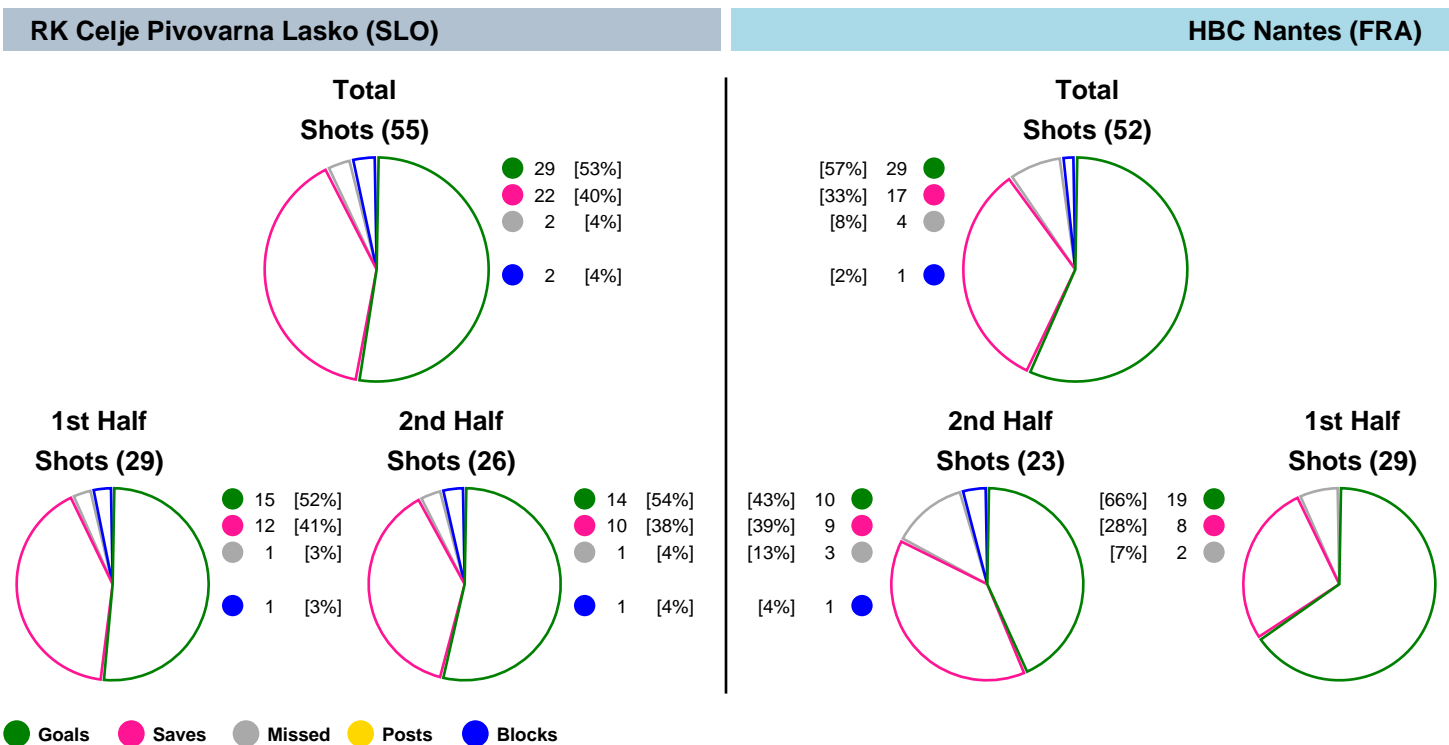 RK Celje Pivovarna Lasko (SLO)
HBC Nantes (FRA)
Total
Shots (55)
29 [53%]
22 [40%]
2 [4%]
2 [4%]
Total
Shots (52)
[57%] 29
[33%] 17
[8%] 4
[2%] 1
1st Half
Shots (29)
15 [52%]
12 [41%]
1 [3%]
1 [3%]
2nd Half
Shots (26)
14 [54%]
10 [38%]
1 [4%]
1 [4%]
2nd Half
Shots (23)
[43%] 10
[39%] 9
[13%] 3
[4%] 1
1st Half
Shots (29)
[66%] 19
[28%] 8
[7%] 2
Goals Saves Missed Posts Blocks